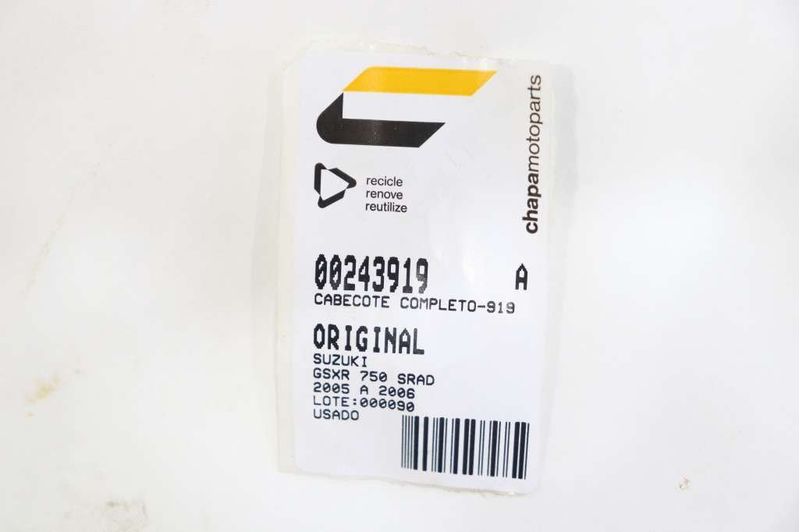 chapamotoparts
recicle
renove
reutilize
00243919 A
CABECOTE COMPLETO-919
ORIGINAL
SUZUKI
GSXR 750 SRAD
2005 A 2006
LOTE:000090
USADO